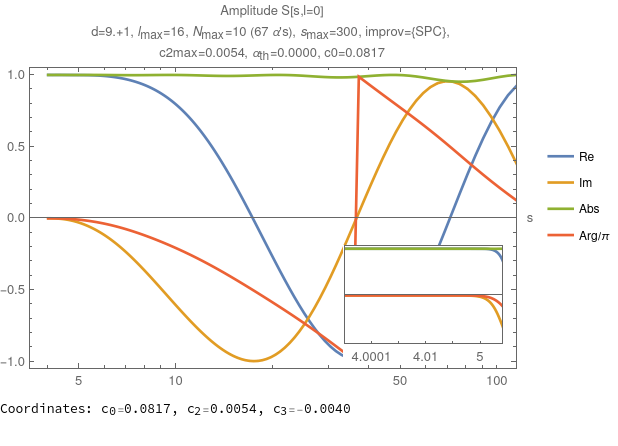 Amplitude S[s,l=0]
d=9.+1, lmax=16, Nmax=10 (67 α's), smax=300, improv={SPC},
c2max=0.0054, αth=0.0000, c0=0.0817
1.0
0.5
0.0
−0.5
−1.0
s
Re
Im
Abs
Arg/π
4.0001 4.01 5
5 10 50 100
Coordinates: c0=0.0817, c2=0.0054, c3=-0.0040